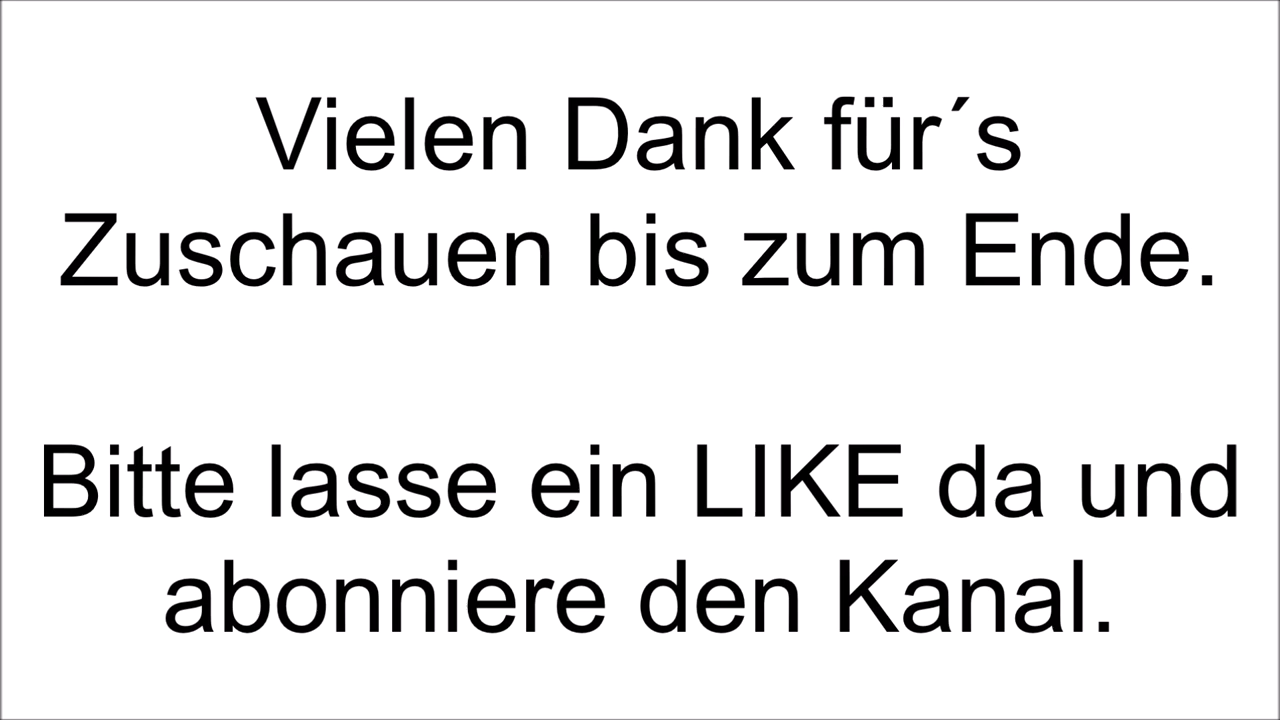 Vielen Dank für´s
Zuschauen bis zum Ende.
Bitte lasse ein LIKE da und
abonniere den Kanal.